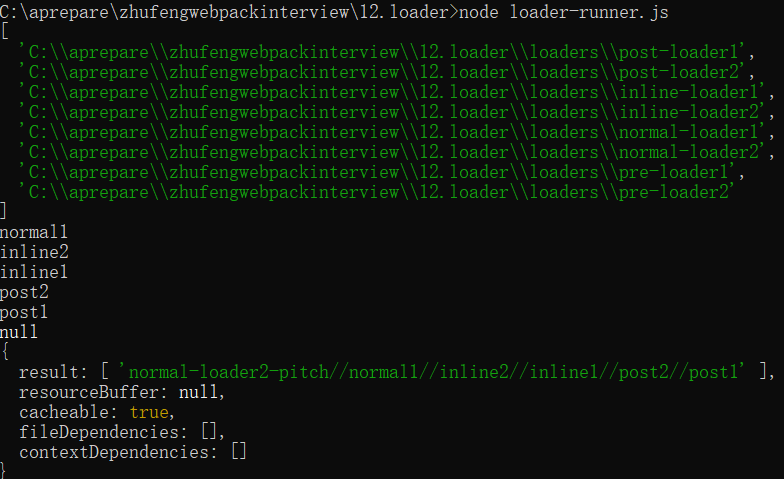 C:\aprepare\zhufengwebpackinterview\12.loader>node loader-runner.js
[
  'C:\\aprepare\\zhufengwebpackinterview\\12.loader\\loaders\\post-loader1',
  'C:\\aprepare\\zhufengwebpackinterview\\12.loader\\loaders\\post-loader2',
  'C:\\aprepare\\zhufengwebpackinterview\\12.loader\\loaders\\inline-loader1',
  'C:\\aprepare\\zhufengwebpackinterview\\12.loader\\loaders\\inline-loader2',
  'C:\\aprepare\\zhufengwebpackinterview\\12.loader\\loaders\\normal-loader1',
  'C:\\aprepare\\zhufengwebpackinterview\\12.loader\\loaders\\normal-loader2',
  'C:\\aprepare\\zhufengwebpackinterview\\12.loader\\loaders\\pre-loader1',
  'C:\\aprepare\\zhufengwebpackinterview\\12.loader\\loaders\\pre-loader2'
]
normal1
inline2
inline1
post2
post1
null
{
  result: [ 'normal-loader2-pitch//normal1//inline2//inline1//post2//post1' ],
  resourceBuffer: null,
  cacheable: true,
  fileDependencies: [],
  contextDependencies: []
}